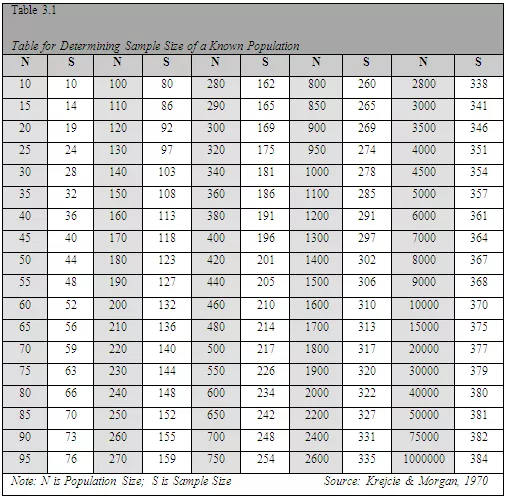 Table 3.1
Table for Determining Sample Size of a Known Population
N S N S N S N S N S
10 10 100 80 280 162 800 260 2800 338
15 14 110 86 290 165 850 265 3000 341
20 19 120 92 300 169 900 269 3500 346
25 24 130 97 320 175 950 274 4000 351
30 28 140 103 340 181 1000 278 4500 354
35 32 150 108 360 186 1100 285 5000 357
40 36 160 113 380 191 1200 291 6000 361
45 40 170 118 400 196 1300 297 7000 364
50 44 180 123 420 201 1400 302 8000 367
55 48 190 127 440 205 1500 306 9000 368
60 52 200 132 460 210 1600 310 10000 370
65 56 210 136 480 214 1700 313 15000 375
70 59 220 140 500 217 1800 317 20000 377
75 63 230 144 550 226 1900 320 30000 379
80 66 240 148 600 234 2000 322 40000 380
85 70 250 152 650 242 2200 327 50000 381
90 73 260 155 700 248 2400 331 75000 382
95 76 270 159 750 254 2600 335 1000000 384
Note: N is Population Size; S is Sample Size Source: Krejcie & Morgan, 1970